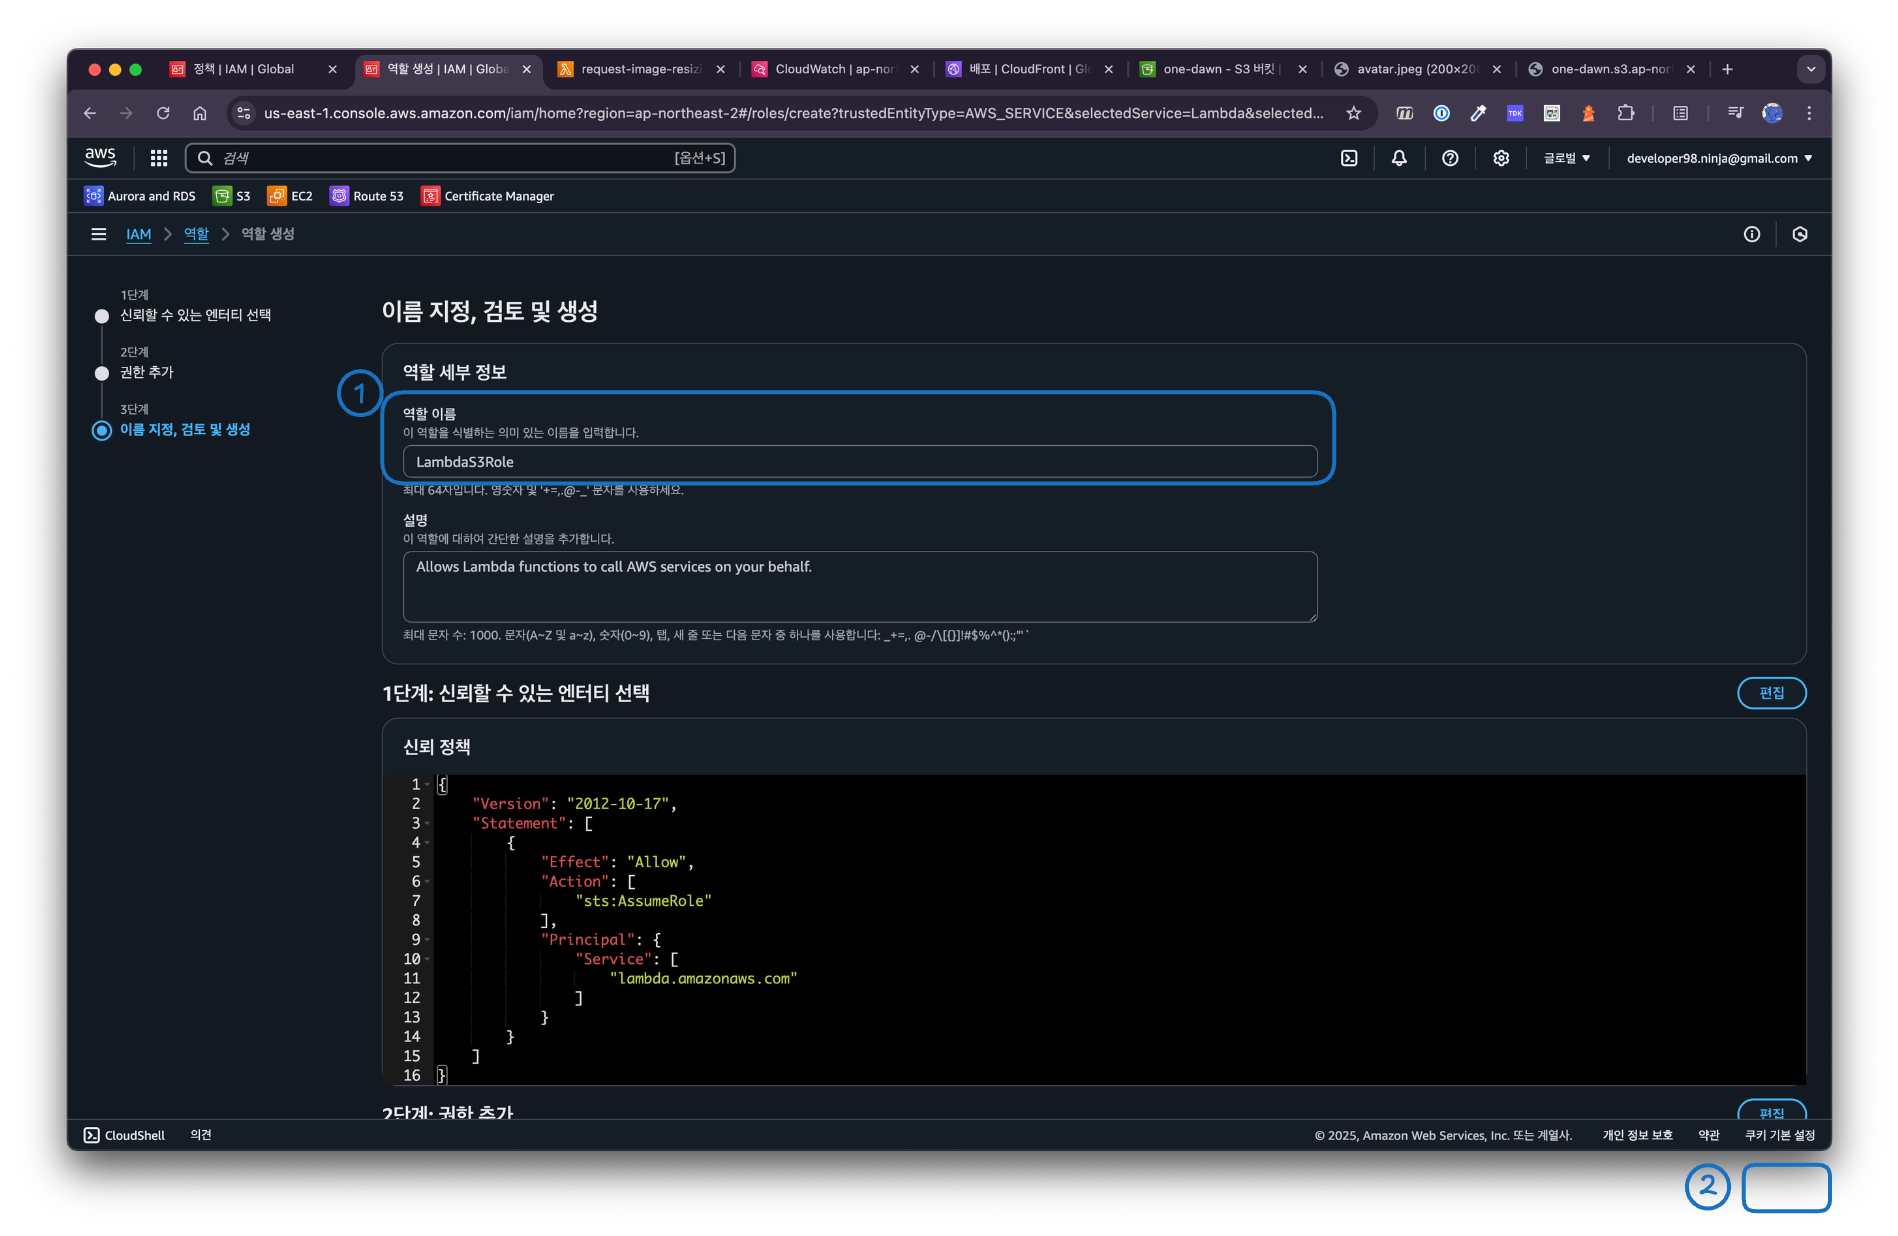 정책 | IAM | Global
역할 생성 | IAM | Globa
request-image-resizi
CloudWatch | ap-nor
배포 | CloudFront | Glo
one-dawn - S3 버킷 |
avatar.jpeg (200×20
one-dawn.s3.ap-nort
us-east-1.console.aws.amazon.com/iam/home?region=ap-northeast-2#/roles/create?trustedEntityType=AWS_SERVICE&selectedService=Lambda&selected...
TDK
aws
검색
[옵션+S]
글로벌
developer98.ninja@gmail.com
Aurora and RDS
S3
EC2
Route 53
Certificate Manager
IAM
역할
역할 생성
1단계
신뢰할 수 있는 엔터티 선택
2단계
권한 추가
3단계
이름 지정, 검토 및 생성
이름 지정, 검토 및 생성
역할 세부 정보
1
역할 이름
이 역할을 식별하는 의미 있는 이름을 입력합니다.
LambdaS3Role
최대 64자입니다. 영숫자 및 '+=,.@-_' 문자를 사용하세요.
설명
이 역할에 대하여 간단한 설명을 추가합니다.
Allows Lambda functions to call AWS services on your behalf.
최대 문자 수: 1000. 문자(A~Z 및 a~z), 숫자(0~9), 탭, 새 줄 또는 다음 문자 중 하나를 사용합니다: _+=,. @-/\[{}]!#$%^*();:"'`
1단계: 신뢰할 수 있는 엔터티 선택
편집
신뢰 정책
1 {
2 "Version": "2012-10-17",
3 "Statement": [
4 {
5 "Effect": "Allow",
6 "Action": [
7 "sts:AssumeRole"
8 ],
9 "Principal": {
10 "Service": [
11 "lambda.amazonaws.com"
12 ]
13 }
14 }
15 ]
16 }
2단계: 권한 추가
편집
CloudShell
의견
© 2025, Amazon Web Services, Inc. 또는 계열사.
개인 정보 보호
약관
쿠키 기본 설정
2